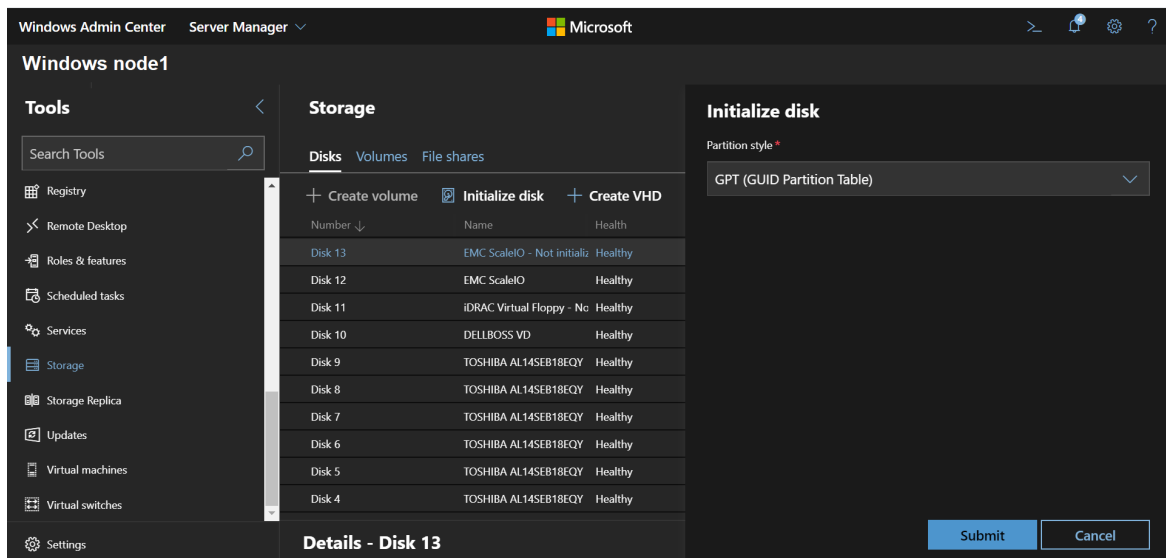 Windows Admin Center Server Manager
Microsoft
4
Windows node1
Tools
Search Tools
Registry
Remote Desktop
Roles & features
Scheduled tasks
Services
Storage
Storage Replica
Updates
Virtual machines
Virtual switches
Settings
Storage
Disks Volumes File shares
Create volume Initialize disk Create VHD
Number Name Health
Disk 13 EMC ScaleIO - Not initializ Healthy
Disk 12 EMC ScaleIO Healthy
Disk 11 iDRAC Virtual Floppy - No Healthy
Disk 10 DELLBOSS VD Healthy
Disk 9 TOSHIBA AL14SEB18EQY Healthy
Disk 8 TOSHIBA AL14SEB18EQY Healthy
Disk 7 TOSHIBA AL14SEB18EQY Healthy
Disk 6 TOSHIBA AL14SEB18EQY Healthy
Disk 5 TOSHIBA AL14SEB18EQY Healthy
Disk 4 TOSHIBA AL14SEB18EQY Healthy
Details - Disk 13
Initialize disk
Partition style *
GPT (GUID Partition Table)
Submit Cancel